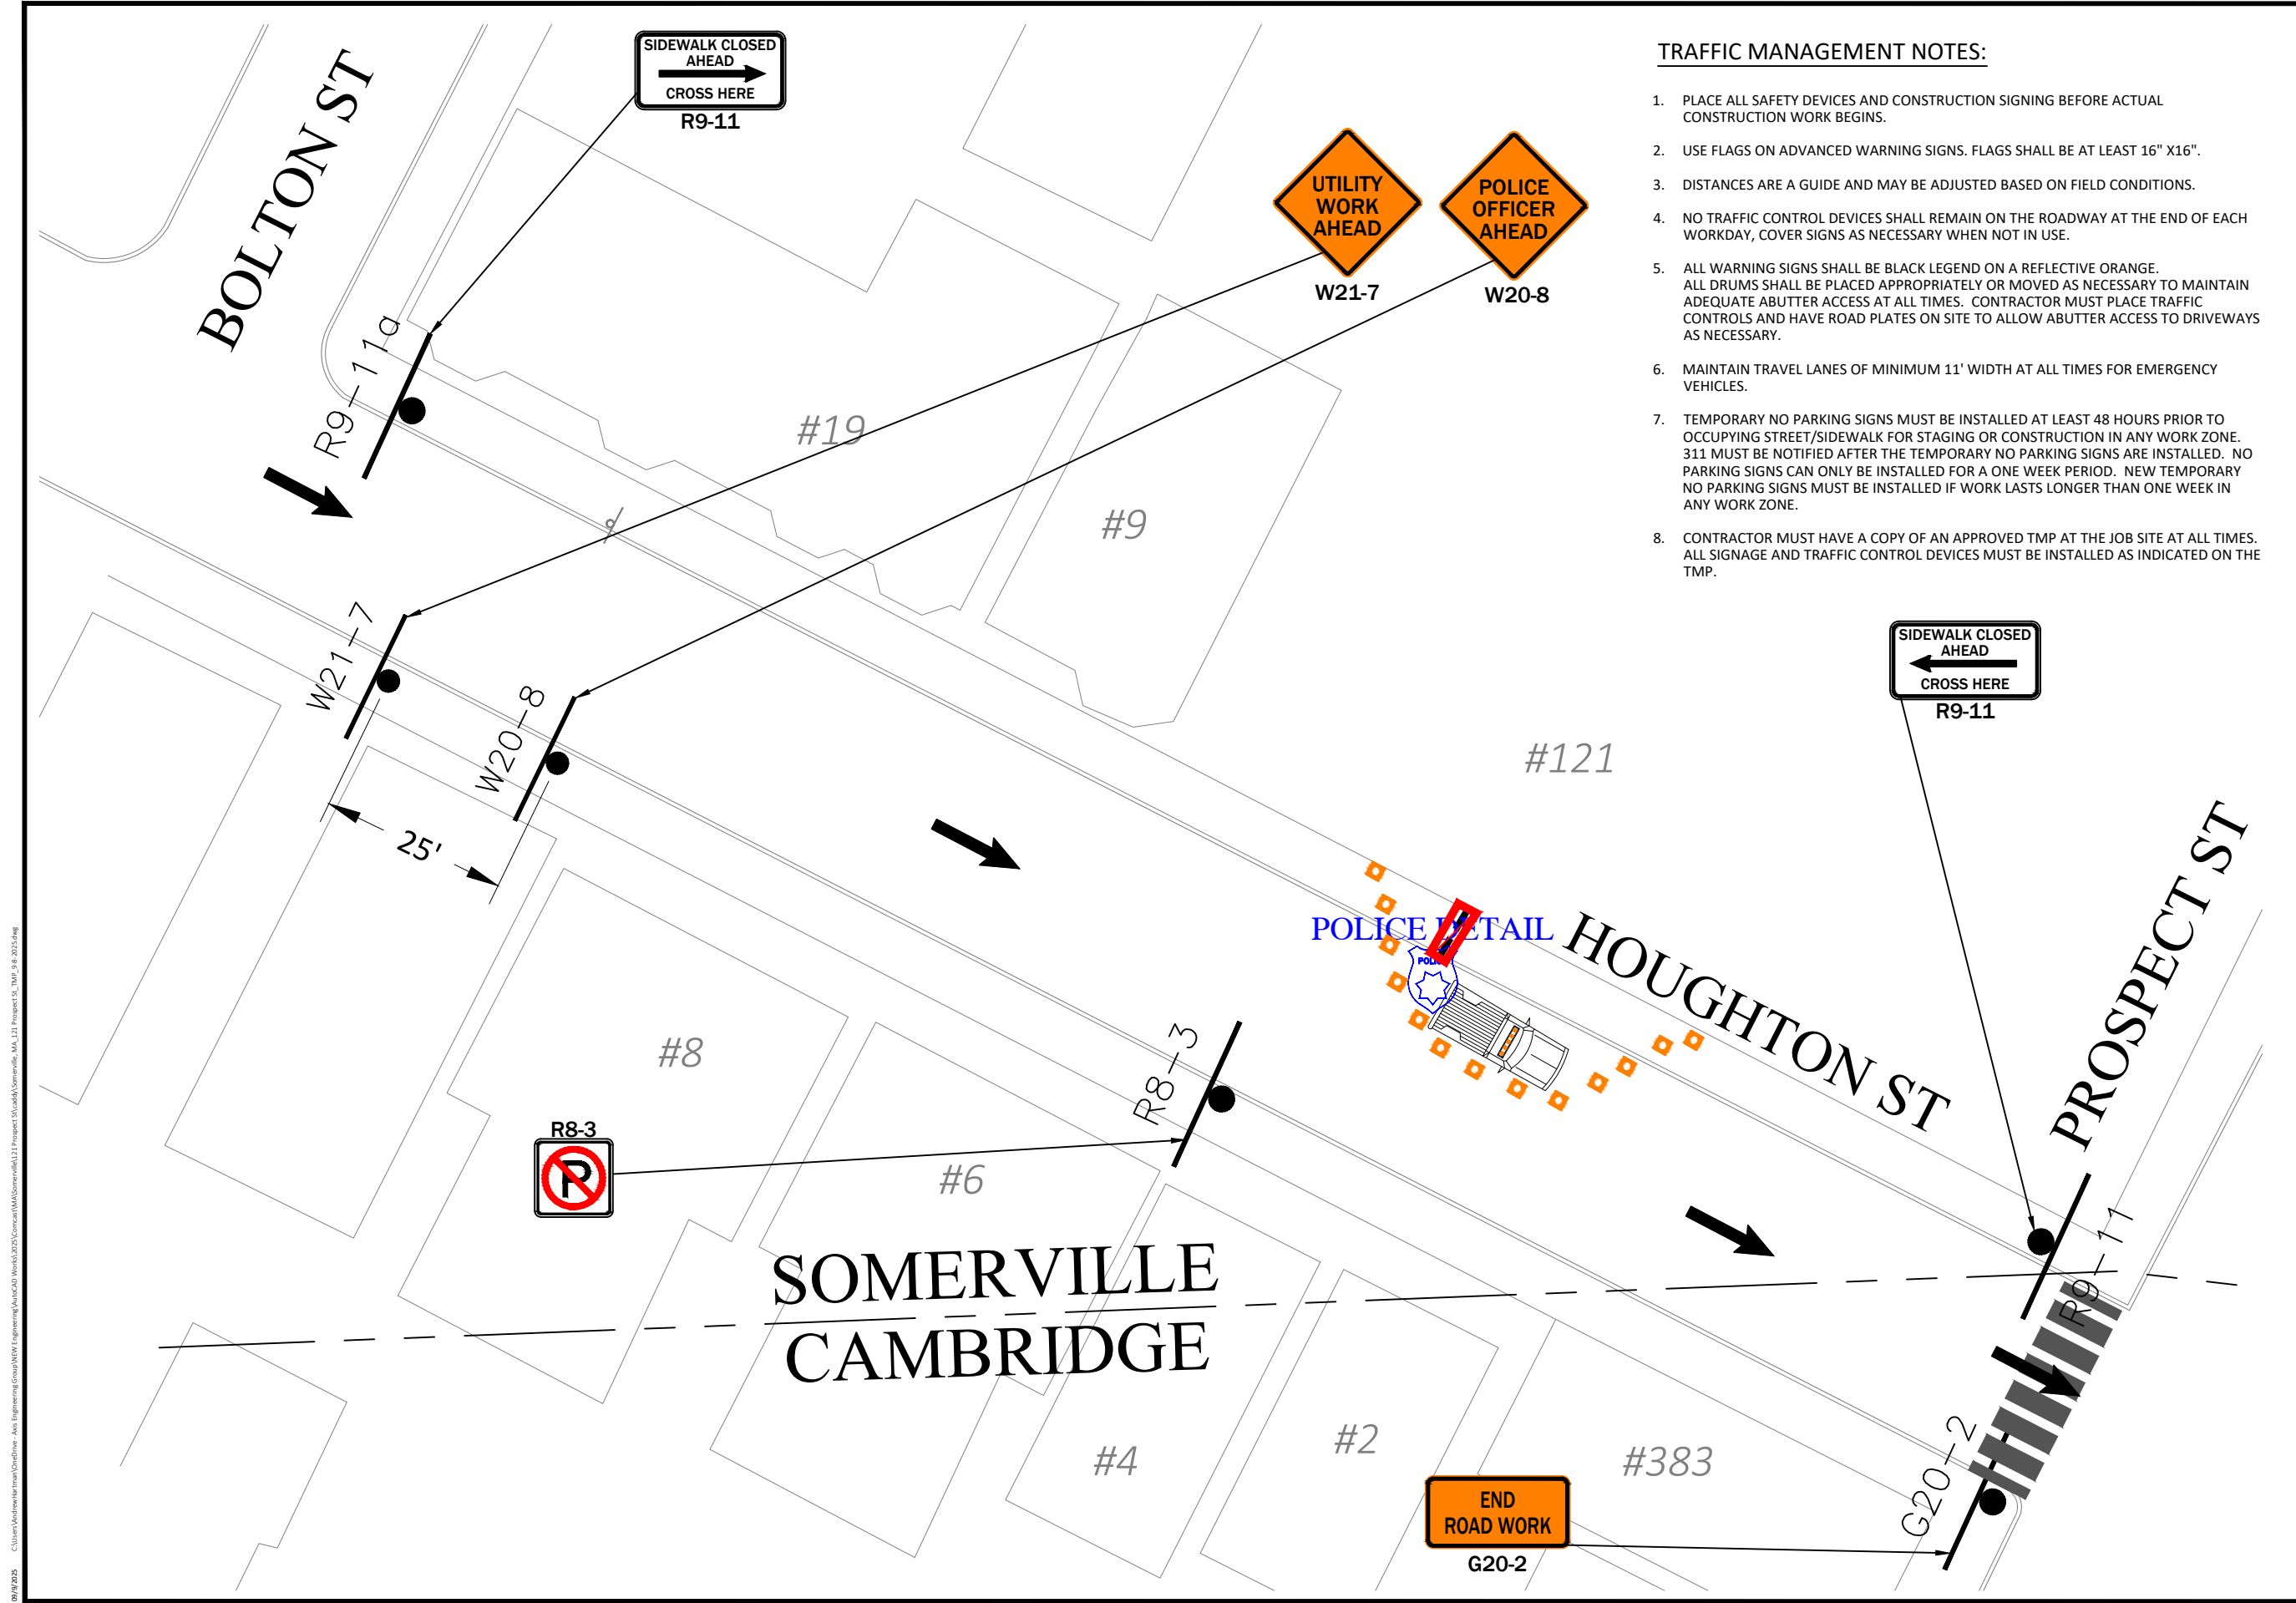 SIDEWALK CLOSED
AHEAD
CROSS HERE
R9-11
BOLTON ST
R9-11a
UTILITY
WORK
AHEAD
W21-7
POLICE
OFFICER
AHEAD
W20-8
TRAFFIC MANAGEMENT NOTES:
1. PLACE ALL SAFETY DEVICES AND CONSTRUCTION SIGNING BEFORE ACTUAL
CONSTRUCTION WORK BEGINS.
2. USE FLAGS ON ADVANCED WARNING SIGNS. FLAGS SHALL BE AT LEAST 16" X16".
3. DISTANCES ARE A GUIDE AND MAY BE ADJUSTED BASED ON FIELD CONDITIONS.
4. NO TRAFFIC CONTROL DEVICES SHALL REMAIN ON THE ROADWAY AT THE END OF EACH
WORKDAY, COVER SIGNS AS NECESSARY WHEN NOT IN USE.
5. ALL WARNING SIGNS SHALL BE BLACK LEGEND ON A REFLECTIVE ORANGE.
ALL DRUMS SHALL BE PLACED APPROPRIATELY OR MOVED AS NECESSARY TO MAINTAIN
ADEQUATE ABUTTER ACCESS AT ALL TIMES. CONTRACTOR MUST PLACE TRAFFIC
CONTROLS AND HAVE ROAD PLATES ON SITE TO ALLOW ABUTTER ACCESS TO DRIVEWAYS
AS NECESSARY.
6. MAINTAIN TRAVEL LANES OF MINIMUM 11' WIDTH AT ALL TIMES FOR EMERGENCY
VEHICLES.
7. TEMPORARY NO PARKING SIGNS MUST BE INSTALLED AT LEAST 48 HOURS PRIOR TO
OCCUPYING STREET/SIDEWALK FOR STAGING OR CONSTRUCTION IN ANY WORK ZONE.
311 MUST BE NOTIFIED AFTER THE TEMPORARY NO PARKING SIGNS ARE INSTALLED. NO
PARKING SIGNS CAN ONLY BE INSTALLED FOR A ONE WEEK PERIOD. NEW TEMPORARY
NO PARKING SIGNS MUST BE INSTALLED IF WORK LASTS LONGER THAN ONE WEEK IN
ANY WORK ZONE.
8. CONTRACTOR MUST HAVE A COPY OF AN APPROVED TMP AT THE JOB SITE AT ALL TIMES.
ALL SIGNAGE AND TRAFFIC CONTROL DEVICES MUST BE INSTALLED AS INDICATED ON THE
TMP.
#19
#9
W21-7
W20-8
25'
SIDEWALK CLOSED
AHEAD
CROSS HERE
R9-11
#121
POLICE DETAIL
POLICE
HOUGHTON ST
PROSPECT ST
#8
R8-3
R8-3
P
#6
SOMERVILLE
CAMBRIDGE
R9-11
#4
#2
#383
G20-2
END
ROAD WORK
G20-2
09/9/2025